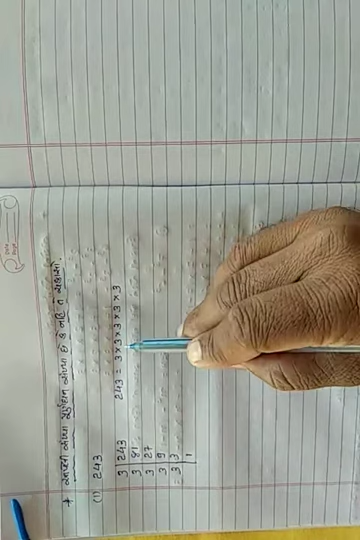 * આપેલી સંખ્યા પૂર્ણઘન સંખ્યા છે કે નહિ તે ચકાસો.
(1) 243
243 = 3 × 3 × 3 × 3 × 3
3 | 243
3 | 81
3 | 27
3 | 9
3 | 3
1